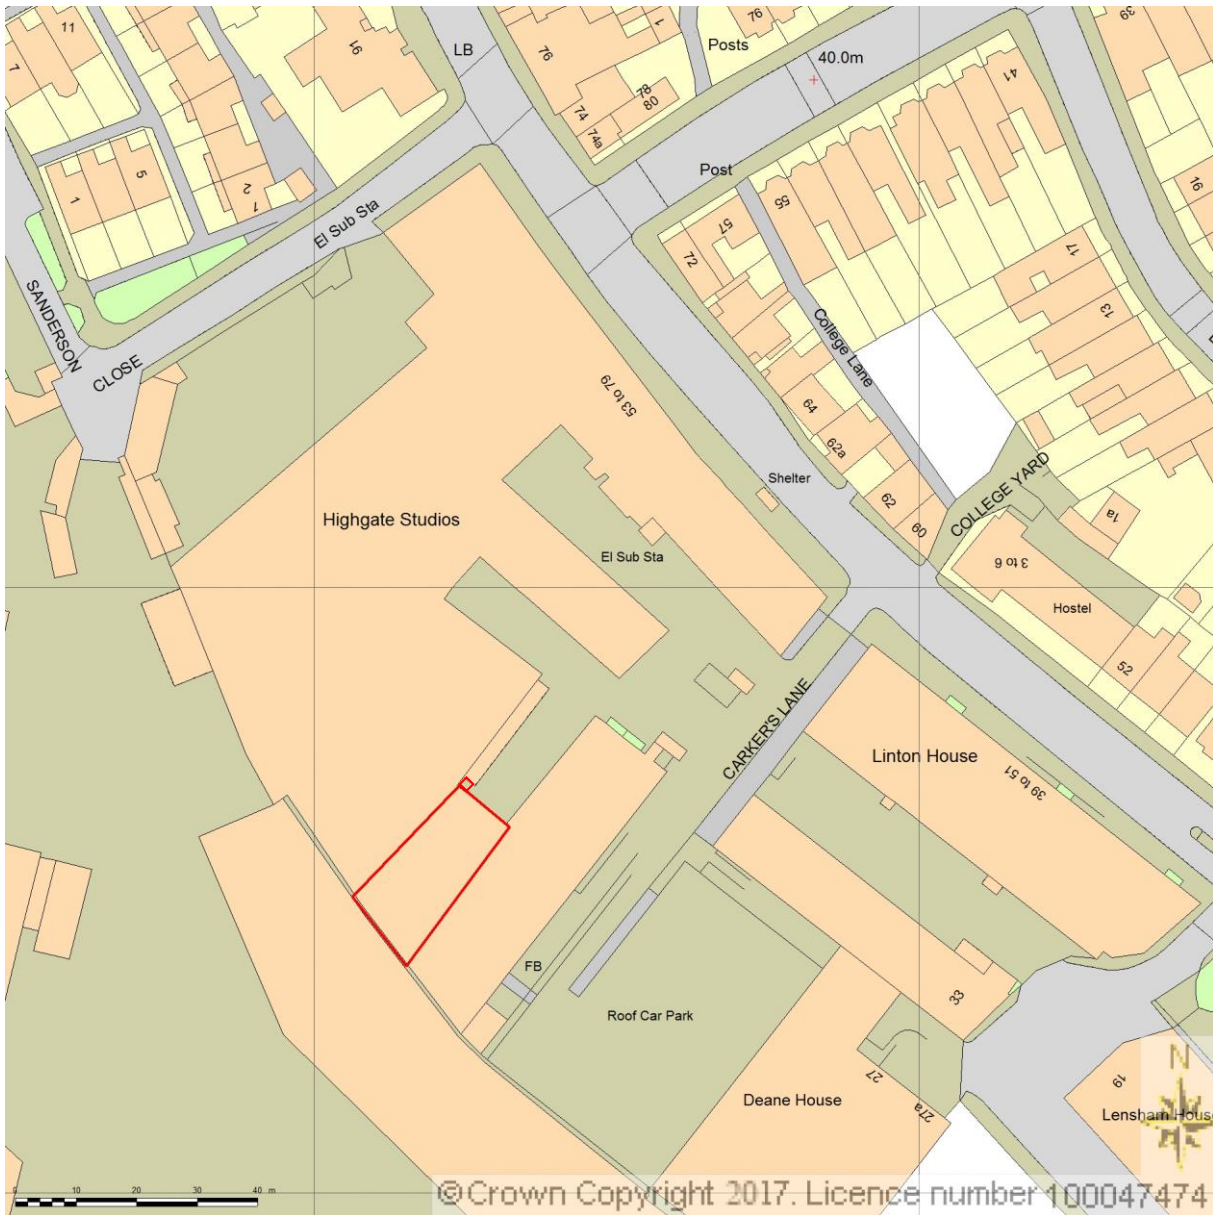 11
7
16
LB
76
1
76
Posts
40.0m
39
78
80
74
74a
41
Post
1
5
2
1
El Sub Sta
57
55
72
16
17
13
SANDERSON
CLOSE
College Lane
53 to 79
64
62a
Shelter
62
60
COLLEGE YARD
1a
3 to 6
Highgate Studios
El Sub Sta
Hostel
52
CARKER'S LANE
Linton House
39 to 51
FB
33
Roof Car Park
27
27a
Deane House
19
Lensham House
N
0 10 20 30 40 m
©Crown Copyright 2017. Licence number 100047474